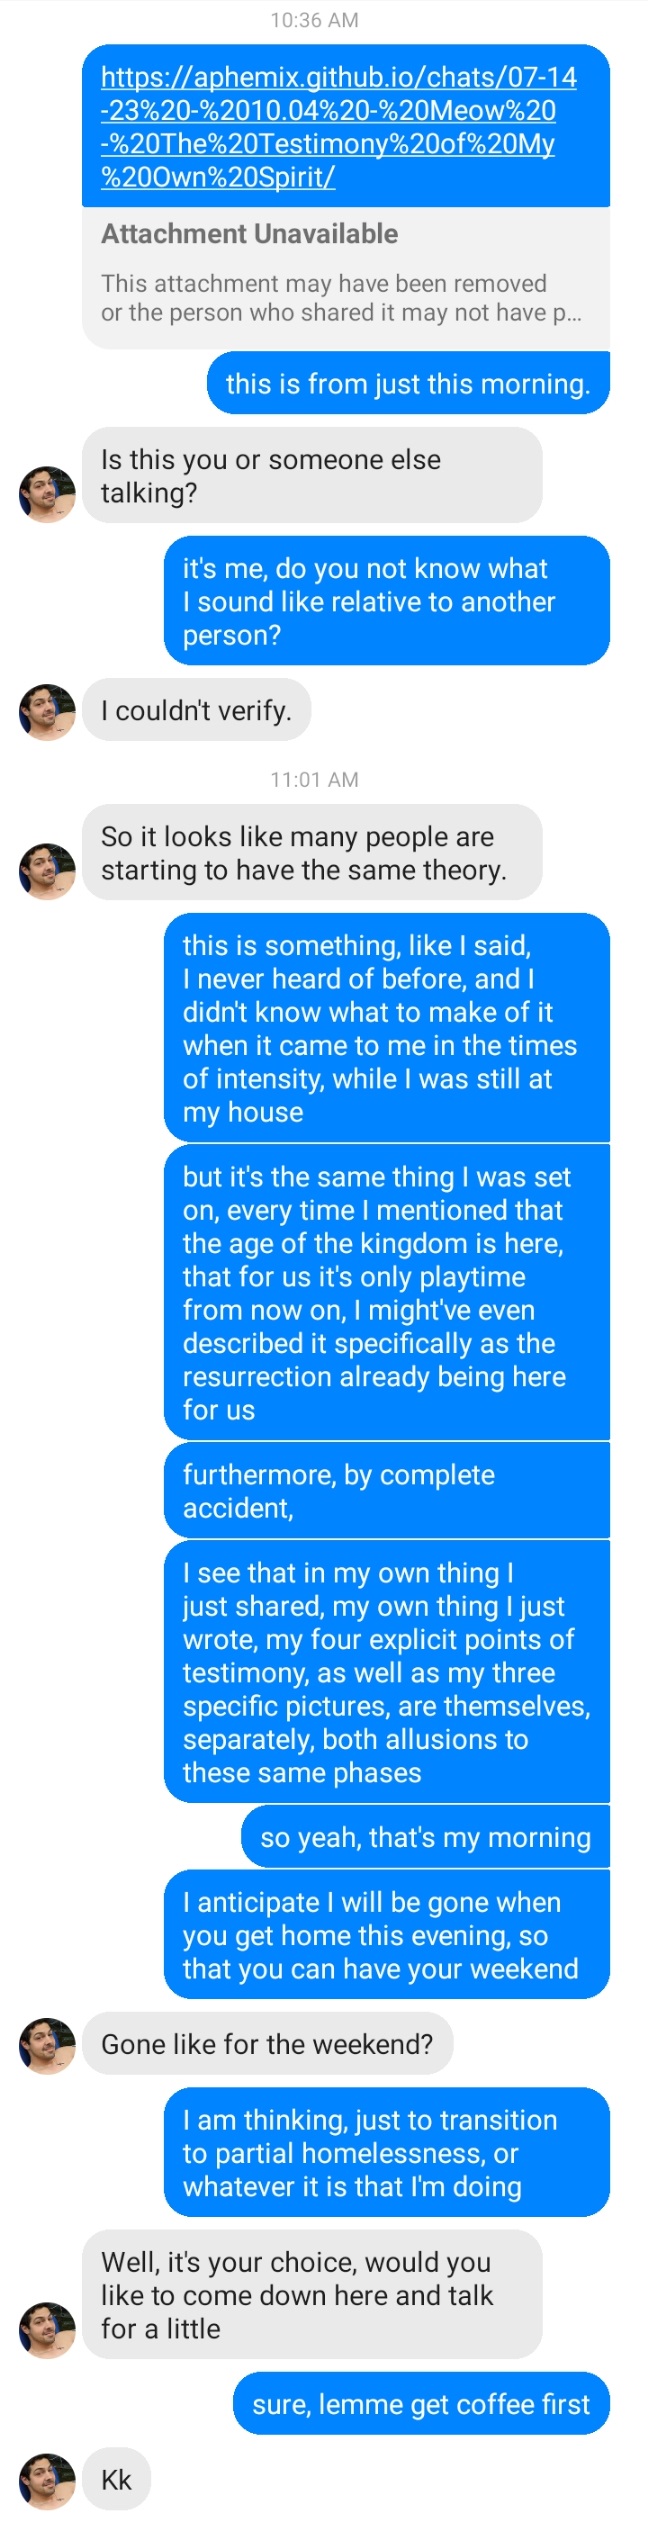 10:36 AM
https://aphemix.github.io/chats/07-14
-23%20-%2010.04%20-%20Meow%20
-%20The%20Testimony%20of%20My
%20Own%20Spirit/
Attachment Unavailable
This attachment may have been removed
or the person who shared it may not have p...
this is from just this morning.
Is this you or someone else
talking?
it's me, do you not know what
I sound like relative to another
person?
I couldn't verify.
11:01 AM
So it looks like many people are
starting to have the same theory.
this is something, like I said,
I never heard of before, and I
didn't know what to make of it
when it came to me in the times
of intensity, while I was still at
my house
but it's the same thing I was set
on, every time I mentioned that
the age of the kingdom is here,
that for us it's only playtime
from now on, I might've even
described it specifically as the
resurrection already being here
for us
furthermore, by complete
accident,
I see that in my own thing I
just shared, my own thing I just
wrote, my four explicit points of
testimony, as well as my three
specific pictures, are themselves,
separately, both allusions to
these same phases
so yeah, that's my morning
I anticipate I will be gone when
you get home this evening, so
that you can have your weekend
Gone like for the weekend?
I am thinking, just to transition
to partial homelessness, or
whatever it is that I'm doing
Well, it's your choice, would you
like to come down here and talk
for a little
sure, lemme get coffee first
Kk